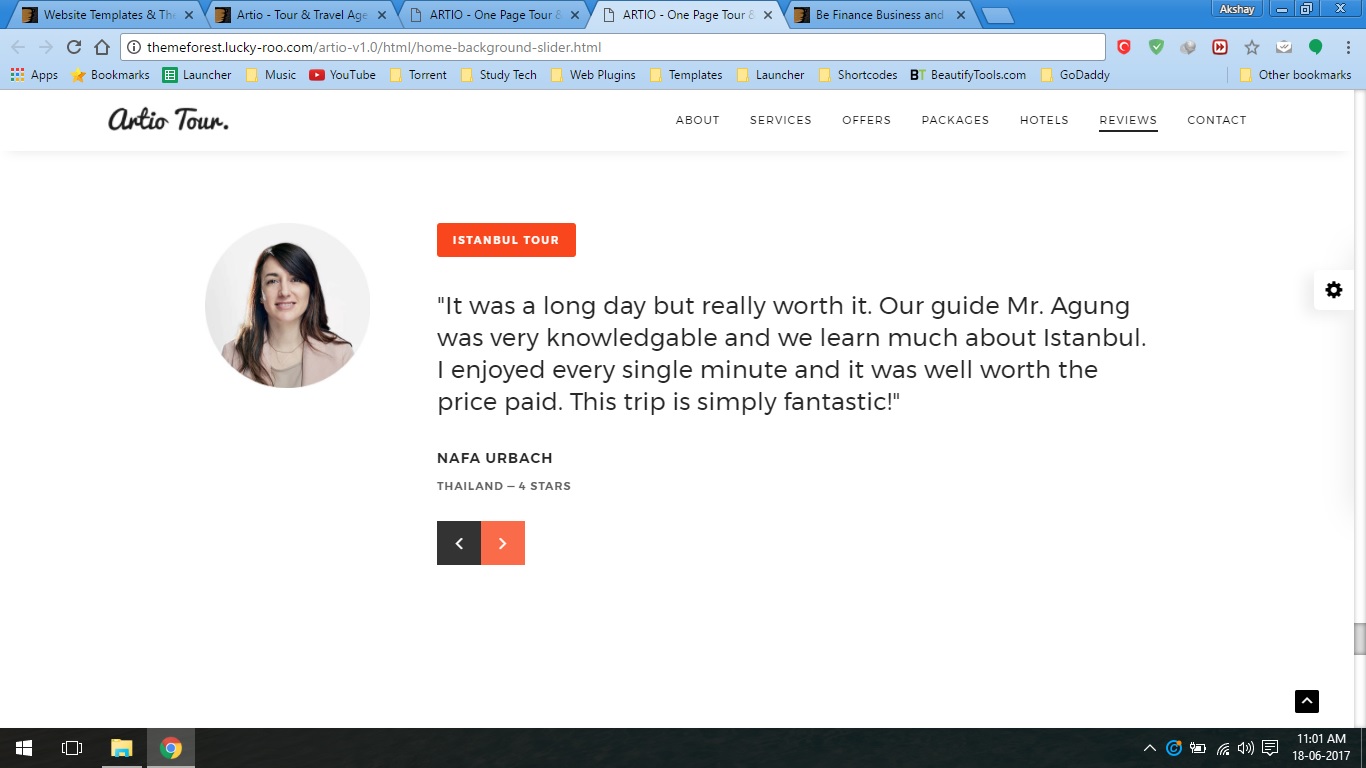 Website Templates & The
Artio - Tour & Travel Age
ARTIO - One Page Tour &
ARTIO - One Page Tour &
Be Finance Business and
Akshay
themeforest.lucky-roo.com/artio-v1.0/html/home-background-slider.html
Apps Bookmarks Launcher Music YouTube Torrent Study Tech Web Plugins Templates Launcher Shortcodes BT BeautifyTools.com GoDaddy Other bookmarks
Artio Tour.
ABOUT SERVICES OFFERS PACKAGES HOTELS REVIEWS CONTACT
ISTANBUL TOUR
"It was a long day but really worth it. Our guide Mr. Agung
was very knowledgable and we learn much about Istanbul.
I enjoyed every single minute and it was well worth the
price paid. This trip is simply fantastic!"
NAFA URBACH
THAILAND — 4 STARS
11:01 AM
18-06-2017